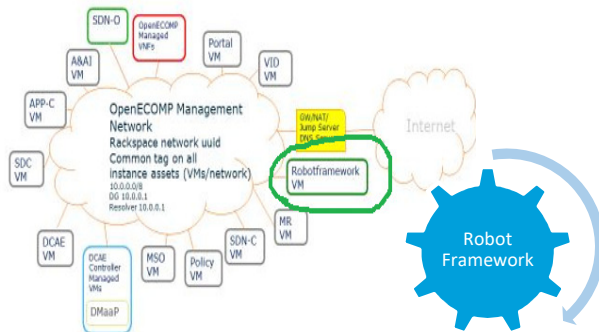 SDN-O
OpenECOMP
Managed
VNFs
Portal
VM
VID
VM
A&AI
VM
APP-C
VM
SDC
VM
OpenECOMP Management
Network
Rackspace network uuid
Common tag on all
instance assets (VMs/network)
10.0.0.0/8
DG 10.0.0.1
Resolver 10.0.0.1
GW/NAT/
Jump Server
DNS Server
Internet
Robotframework
VM
DCAE
VM
DCAE
Controller
Managed
VMs
DMaaP
MSO
VM
Policy
VM
SDN-C
VM
MR
VM
Robot
Framework